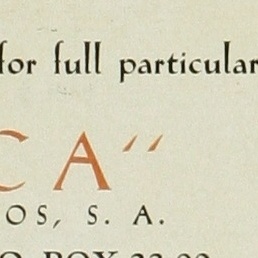 for full particular
CA"
OS, S. A.